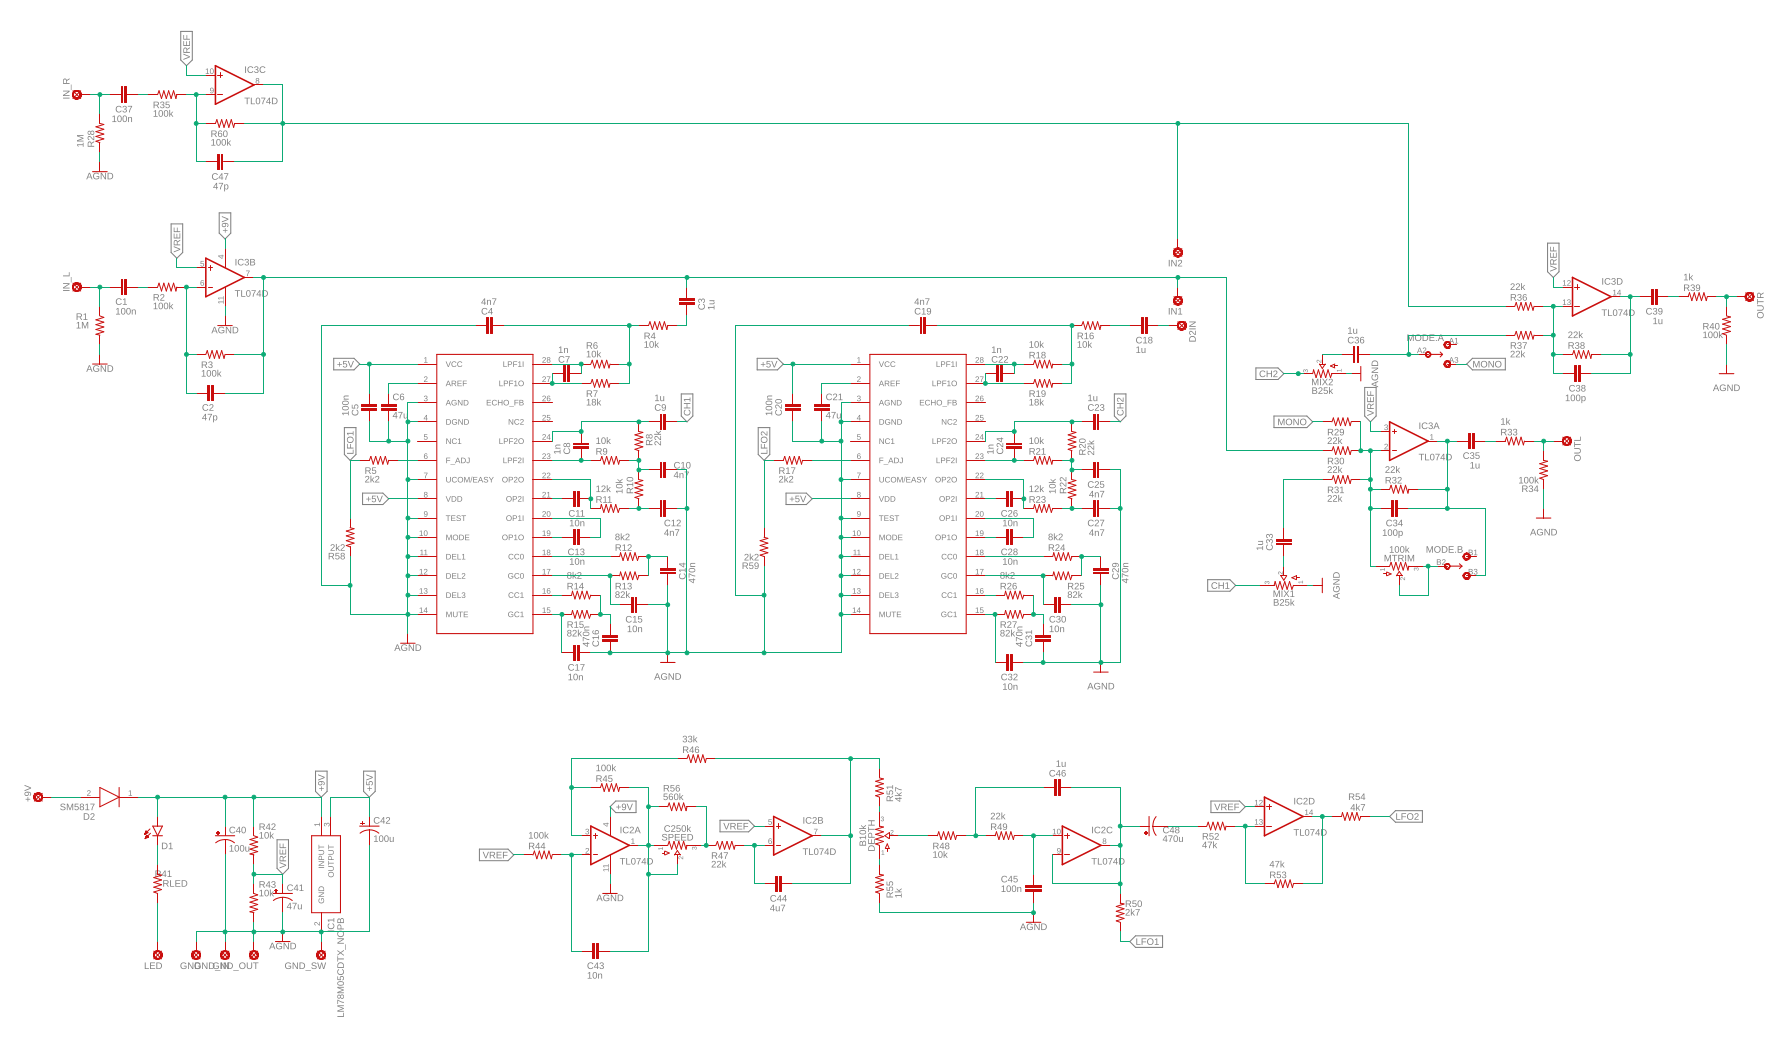 VREF
IC3C
10
8
9
TL074D
IN_R
C37
100n
R35
100k
1M
R28
AGND
R60
100k
C47
47p
VREF
+9V
IC3B
5
4
7
6
11
TL074D
AGND
IN_L
C1
100n
R2
100k
R1
1M
AGND
R3
100k
C2
47p
4n7
C4
C3
1u
R4
10k
+5V
100n
C5
C6
47u
LFO1
R5
2k2
+5V
2k2
R58
AGND
1 VCC LPF1I 28
2 AREF LPF1O 27
3 AGND ECHO_FB 26
4 DGND NC2 25
5 NC1 LPF2O 24
6 F_ADJ LPF2I 23
7 UCOM/EASY OP2O 22
8 VDD OP2I 21
9 TEST OP1I 20
10 MODE OP1O 19
11 DEL1 CC0 18
12 DEL2 GC0 17
13 DEL3 CC1 16
14 MUTE GC1 15
1n
C7
R6
10k
R7
18k
1u
C9
CH1
1n
C8
10k
R9
R8
22k
C10
4n7
10k
R10
12k
R11
C11
10n
C12
4n7
C13
10n
8k2
R12
R13
82k
C14
470n
8k2
R14
C15
10n
R15
82k
470n
C16
C17
10n
AGND
4n7
C19
R16
10k
C18
1u
IN2
IN1
D2IN
+5V
100n
C20
C21
47u
LFO2
R17
2k2
+5V
2k2
R59
1 VCC LPF1I 28
2 AREF LPF1O 27
3 AGND ECHO_FB 26
4 DGND NC2 25
5 NC1 LPF2O 24
6 F_ADJ LPF2I 23
7 UCOM/EASY OP2O 22
8 VDD OP2I 21
9 TEST OP1I 20
10 MODE OP1O 19
11 DEL1 CC0 18
12 DEL2 GC0 17
13 DEL3 CC1 16
14 MUTE GC1 15
1n
C22
10k
R18
R19
18k
1u
C23
CH2
1n
C24
10k
R21
R20
22k
C25
4n7
10k
R22
12k
R23
C26
10n
C27
4n7
C28
10n
8k2
R24
R25
82k
C29
470n
8k2
R26
C30
10n
R27
82k
470n
C31
C32
10n
AGND
VREF
IC3D
12
14
13
TL074D
22k
R36
R37
22k
22k
R38
C38
100p
C39
1u
1k
R39
R40
100k
AGND
OUTR
1u
C36
MODE.A
A1
A2
A3
MONO
CH2
3
2
1
MIX2
B25k
AGND
VREF
IC3A
3
1
2
TL074D
MONO
R29
22k
R30
22k
R31
22k
22k
R32
C34
100p
C35
1u
1k
R33
100k
R34
AGND
OUTL
100k
MTRIM
1
2
3
MODE.B
B1
B2
B3
1u
C33
CH1
3
2
1
MIX1
B25k
AGND
+9V
SM5817
D2
2
1
D1
R41
RLED
C40
100u
R42
10k
VREF
R43
10k
C41
47u
AGND
+9V
+5V
1
3
INPUT
OUTPUT
GND
2
IC1
LM78M05CDTX_NOPB
C42
100u
LED
GND
GND_IN
GND_OUT
GND_SW
33k
R46
100k
R45
+9V
IC2A
3
4
1
2
11
TL074D
AGND
VREF
100k
R44
C43
10n
R56
560k
C250k
SPEED
1
2
3
R47
22k
VREF
IC2B
5
7
6
TL074D
C44
4u7
R51
4k7
B10k
DEPTH
3
2
1
R55
1k
R48
10k
22k
R49
C45
100n
AGND
1u
C46
IC2C
10
8
9
TL074D
R50
2k7
LFO1
C48
470u
R52
47k
VREF
IC2D
12
14
13
TL074D
47k
R53
R54
4k7
LFO2